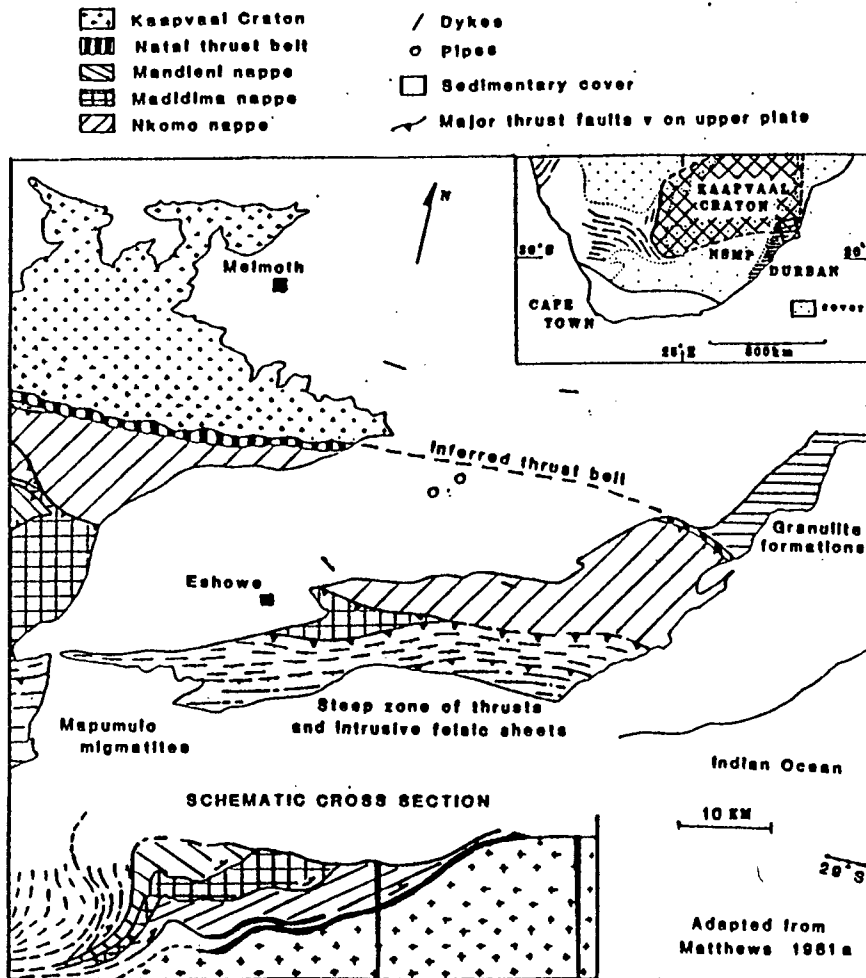 Kaapvaal Craton
Natal thrust belt
Mandleni nappe
Madidima nappe
Nkomo nappe
Dykes
Pipes
Sedimentary cover
Major thrust faults v on upper plate
N
Melmoth
KAAPVAAL
CRATON
NSMP
DURBAN
CAPE
TOWN
cover
25°E
500km
Inferred thrust belt
Granulite
formations
Eshowe
Steep zone of thrusts
and intrusive felsic sheets
Mapumulo
migmatites
Indian Ocean
SCHEMATIC CROSS SECTION
10 KM
29°S
Adapted from
Matthews 1981a